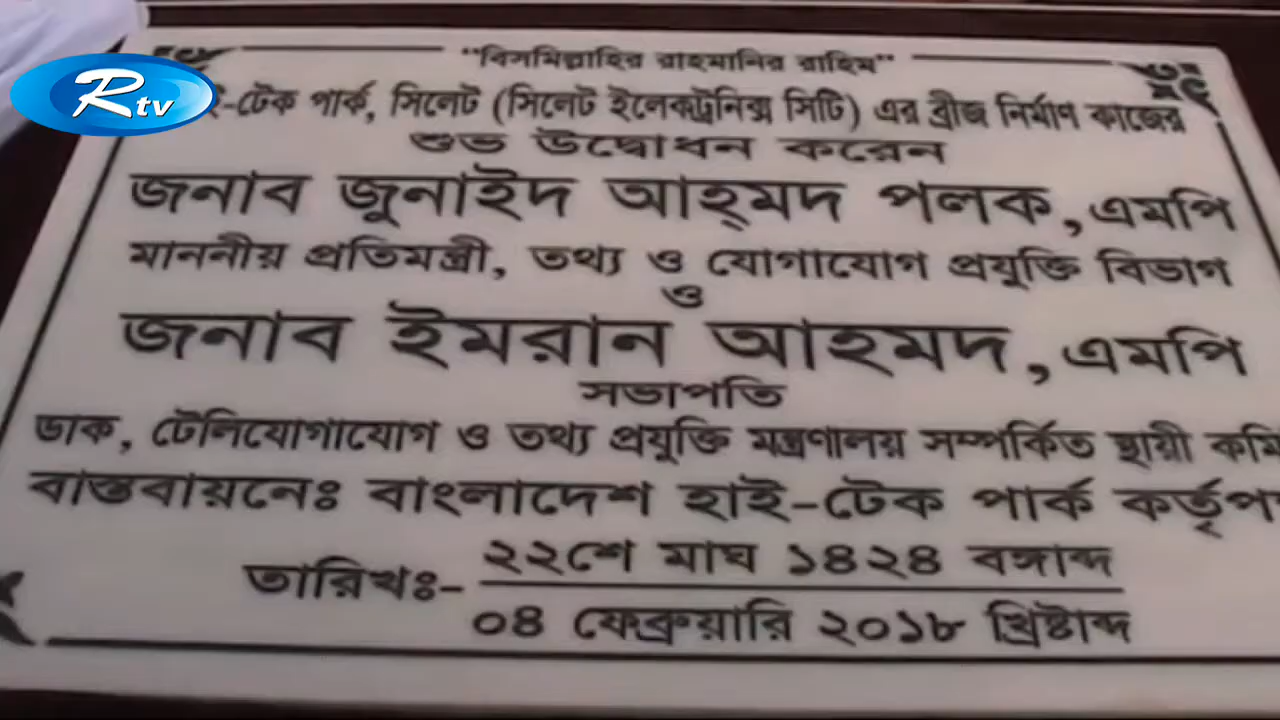 Rtv
"বিসমিল্লাহির রাহমানির রাহিম"
ই-টেক পার্ক, সিলেট (সিলেট ইলেকট্রনিক্স সিটি) এর ব্রীজ নির্মাণ কাজের
শুভ উদ্বোধন করেন
জনাব জুনাইদ আহ্‌মদ পলক, এমপি
মাননীয় প্রতিমন্ত্রী, তথ্য ও যোগাযোগ প্রযুক্তি বিভাগ
ও
জনাব ইমরান আহমদ, এমপি
সভাপতি
ডাক, টেলিযোগাযোগ ও তথ্য প্রযুক্তি মন্ত্রণালয় সম্পর্কিত স্থায়ী কমি
বাস্তবায়নেঃ বাংলাদেশ হাই-টেক পার্ক কর্তৃপ
তারিখঃ- ২২শে মাঘ ১৪২৪ বঙ্গাব্দ
০৪ ফেব্রুয়ারি ২০১৮ খ্রিষ্টাব্দ